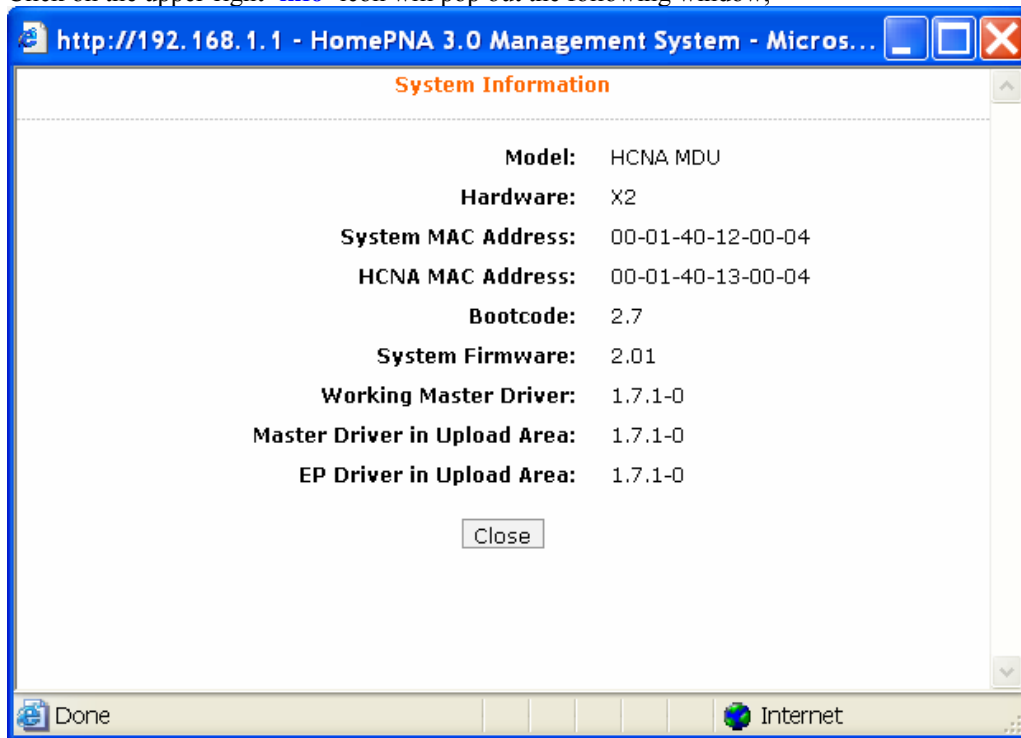 http://192.168.1.1 - HomePNA 3.0 Management System - Micros...
System Information
Model: HCNA MDU
Hardware: X2
System MAC Address: 00-01-40-12-00-04
HCNA MAC Address: 00-01-40-13-00-04
Bootcode: 2.7
System Firmware: 2.01
Working Master Driver: 1.7.1-0
Master Driver in Upload Area: 1.7.1-0
EP Driver in Upload Area: 1.7.1-0
Close
Done Internet